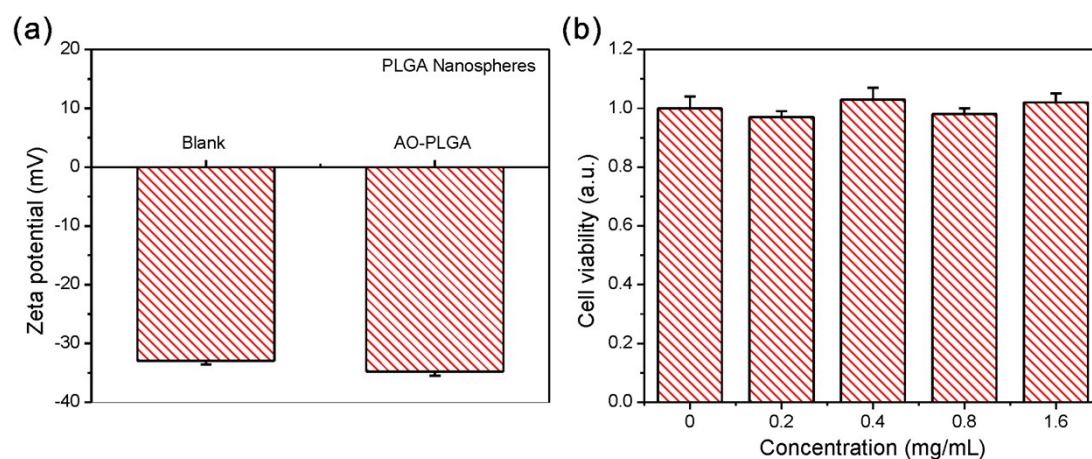 (a)
20
10
0
-10
-20
-30
-40
Zeta potential (mV)
PLGA Nanospheres
Blank
AO-PLGA
(b)
1.2
1.0
0.8
0.6
0.4
0.2
0.0
Cell viability (a.u.)
0
0.2
0.4
0.8
1.6
Concentration (mg/mL)